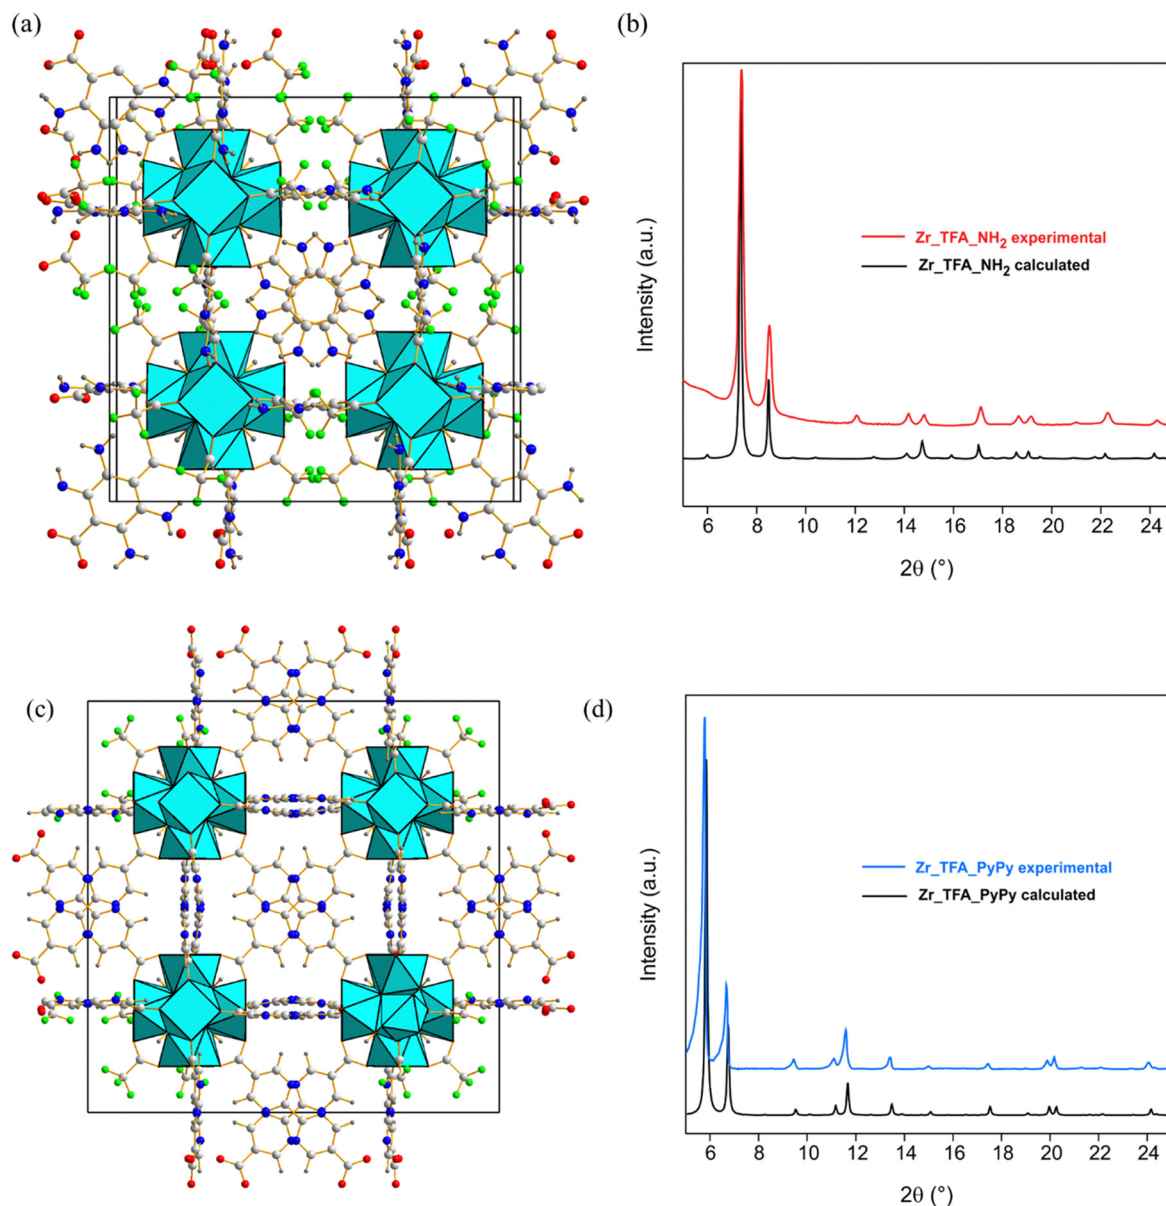 (a)
(b)
Intensity (a.u.)
Zr_TFA_NH2 experimental
Zr_TFA_NH2 calculated
6 8 10 12 14 16 18 20 22 24
2θ (°)
(c)
(d)
Intensity (a.u.)
Zr_TFA_PyPy experimental
Zr_TFA_PyPy calculated
6 8 10 12 14 16 18 20 22 24
2θ (°)